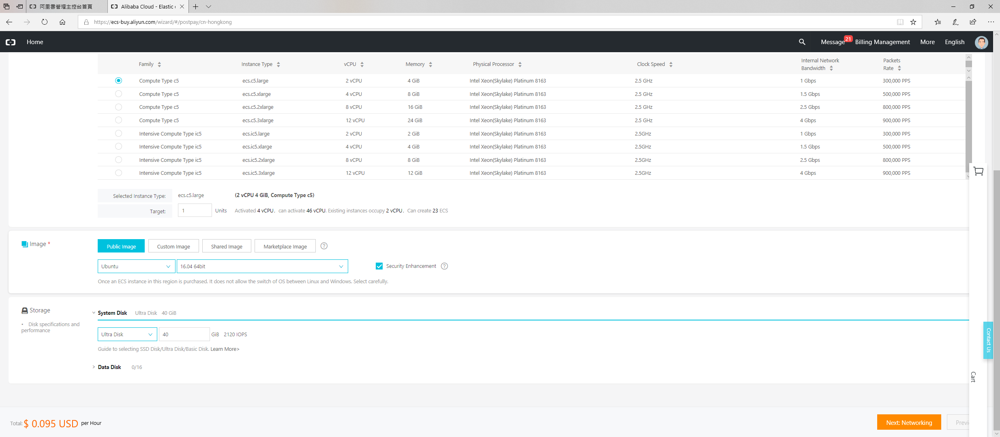 阿里雲管理主控台首頁
Alibaba Cloud - Elastic
https://ecs-buy.aliyun.com/wizard/#/postpay/cn-hongkong
Home
Message 21 Billing Management More English
Family Instance Type vCPU Memory Physical Processor Clock Speed Internal Network Bandwidth Packets Rate
Compute Type c5 ecs.c5.large 2 vCPU 4 GiB Intel Xeon(Skylake) Platinum 8163 2.5 GHz 1 Gbps 300,000 PPS
Compute Type c5 ecs.c5.xlarge 4 vCPU 8 GiB Intel Xeon(Skylake) Platinum 8163 2.5 GHz 1.5 Gbps 500,000 PPS
Compute Type c5 ecs.c5.2xlarge 8 vCPU 16 GiB Intel Xeon(Skylake) Platinum 8163 2.5 GHz 2.5 Gbps 800,000 PPS
Compute Type c5 ecs.c5.3xlarge 12 vCPU 24 GiB Intel Xeon(Skylake) Platinum 8163 2.5 GHz 4 Gbps 900,000 PPS
Intensive Compute Type ic5 ecs.ic5.large 2 vCPU 2 GiB Intel Xeon(Skylake) Platinum 8163 2.5GHz 1 Gbps 300,000 PPS
Intensive Compute Type ic5 ecs.ic5.xlarge 4 vCPU 4 GiB Intel Xeon(Skylake) Platinum 8163 2.5GHz 1.5 Gbps 500,000 PPS
Intensive Compute Type ic5 ecs.ic5.2xlarge 8 vCPU 8 GiB Intel Xeon(Skylake) Platinum 8163 2.5GHz 2.5 Gbps 800,000 PPS
Intensive Compute Type ic5 ecs.ic5.3xlarge 12 vCPU 12 GiB Intel Xeon(Skylake) Platinum 8163 2.5GHz 4 Gbps 900,000 PPS
Selected Instance Type: ecs.c5.large (2 vCPU 4 GiB, Compute Type c5)
Target: 1 Units Activated 4 vCPU，can activate 46 vCPU. Existing instances occupy 2 vCPU，Can create 23 ECS
Image *
Public Image Custom Image Shared Image Marketplace Image ?
Ubuntu 16.04 64bit Security Enhancement ?
Once an ECS instance in this region is purchased. It does not allow the switch of OS between Linux and Windows. Select carefully.
Storage
• Disk specifications and
performance
System Disk Ultra Disk 40 GiB
Ultra Disk 40 GiB 2120 IOPS
Guide to selecting SSD Disk/Ultra Disk/Basic Disk. Learn More>
Data Disk 0/16
Contact Us
Cart
Total: $ 0.095 USD per Hour
Next: Networking